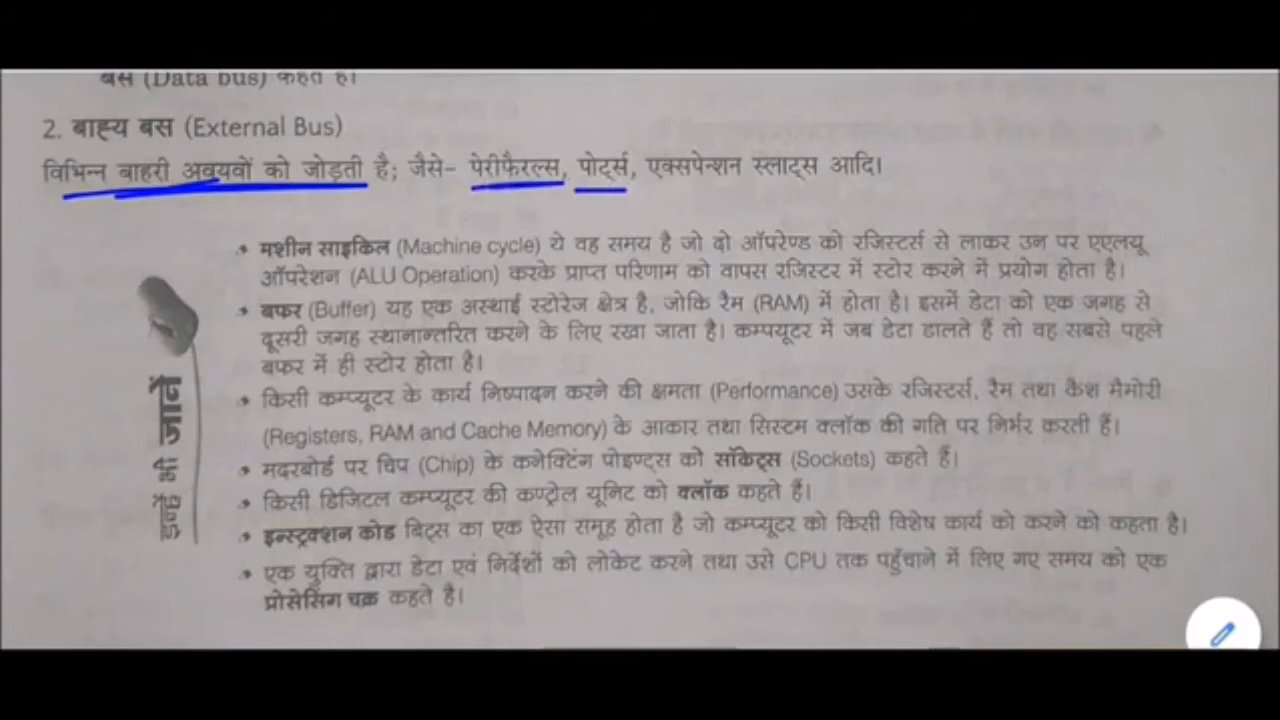 बस (Data bus) कहते है।
2. बाह्य बस (External Bus)
विभिन्न बाहरी अवयवों को जोड़ती है; जैसे- पेरीफैरल्स, पोर्ट्स, एक्सपेन्शन स्लाट्स आदि।
इन्हें भी जानें
• मशीन साइकिल (Machine cycle) ये वह समय है जो दो ऑपरेण्ड को रजिस्टर्स से लाकर उन पर एएलयू
ऑपरेशन (ALU Operation) करके प्राप्त परिणाम को वापस रजिस्टर में स्टोर करने में प्रयोग होता है।
• बफर (Buffer) यह एक अस्थाई स्टोरेज क्षेत्र है, जोकि रैम (RAM) में होता है। इसमें डेटा को एक जगह से
दूसरी जगह स्थानान्तरित करने के लिए रखा जाता है। कम्पयूटर में जब डेटा डालते हैं तो वह सबसे पहले
बफर में ही स्टोर होता है।
• किसी कम्प्यूटर के कार्य निष्पादन करने की क्षमता (Performance) उसके रजिस्टर्स, रैम तथा कैश मैमोरी
(Registers, RAM and Cache Memory) के आकार तथा सिस्टम क्लॉक की गति पर निर्भर करती हैं।
• मदरबोर्ड पर चिप (Chip) के कनेक्टिंग पोइण्ट्स को सॉकेट्स (Sockets) कहते हैं।
• किसी डिजिटल कम्प्यूटर की कण्ट्रोल यूनिट को क्लॉक कहते हैं।
• इन्स्ट्रक्शन कोड बिट्स का एक ऐसा समूह होता है जो कम्प्यूटर को किसी विशेष कार्य को करने को कहता है।
• एक युक्ति द्वारा डेटा एवं निर्देशों को लोकेट करने तथा उसे CPU तक पहुँचाने में लिए गए समय को एक
प्रोसेसिंग चक्र कहते है।